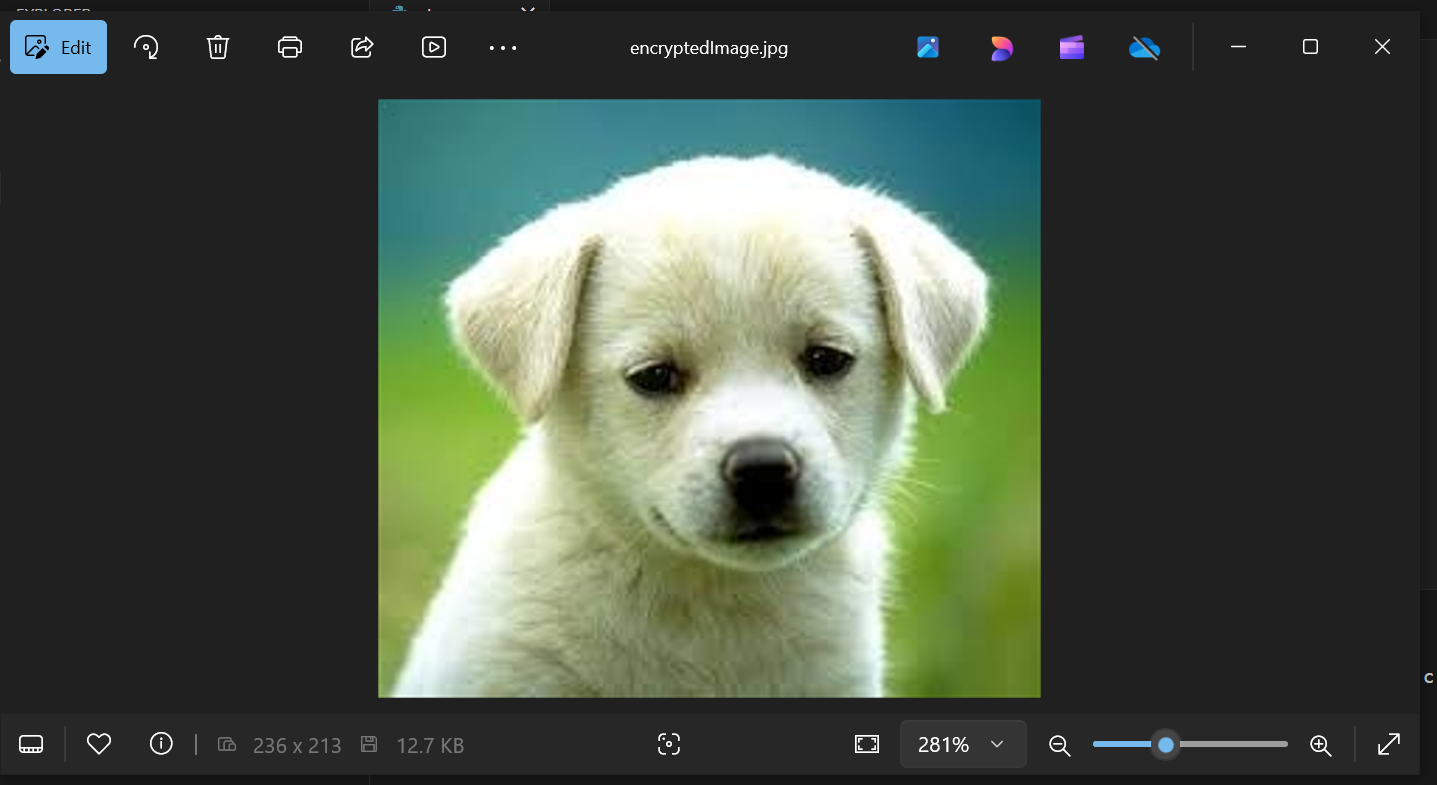 Edit
encryptedImage.jpg
236 x 213
12.7 KB
281%